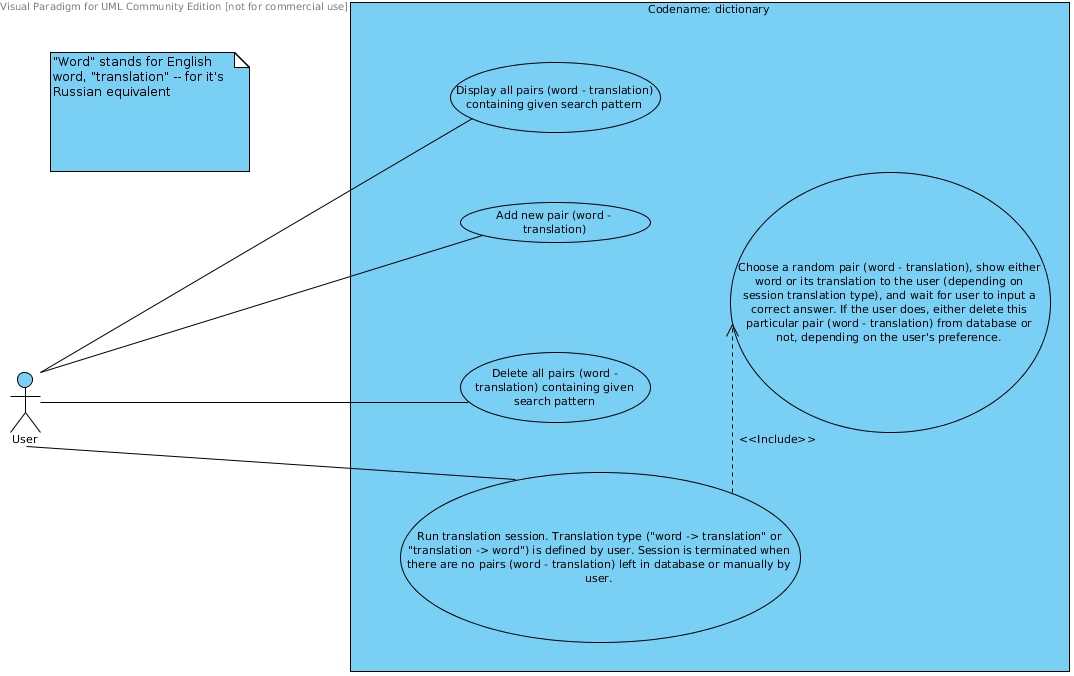 Visual Paradigm for UML Community Edition [not for commercial use]
Codename: dictionary
"Word" stands for English
word, "translation" -- for it's
Russian equivalent
Display all pairs (word - translation)
containing given search pattern
Add new pair (word -
translation)
Choose a random pair (word - translation), show either
word or its translation to the user (depending on
session translation type), and wait for user to input a
correct answer. If the user does, either delete this
particular pair (word - translation) from database or
not, depending on the user's preference.
Delete all pairs (word -
translation) containing given
search pattern
User
<<Include>>
Run translation session. Translation type ("word -> translation" or
"translation -> word") is defined by user. Session is terminated when
there are no pairs (word - translation) left in database or manually by
user.